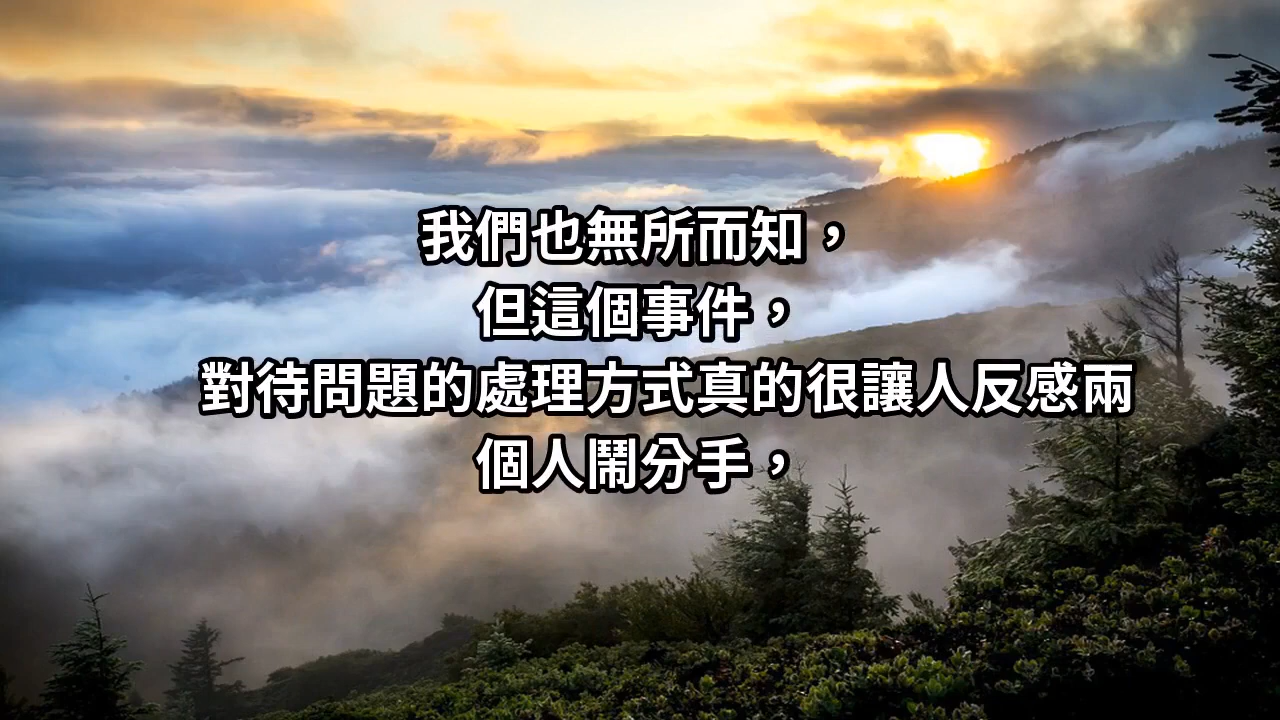 我們也無所而知，
但這個事件，
對待問題的處理方式真的很讓人反感兩
個人鬧分手，